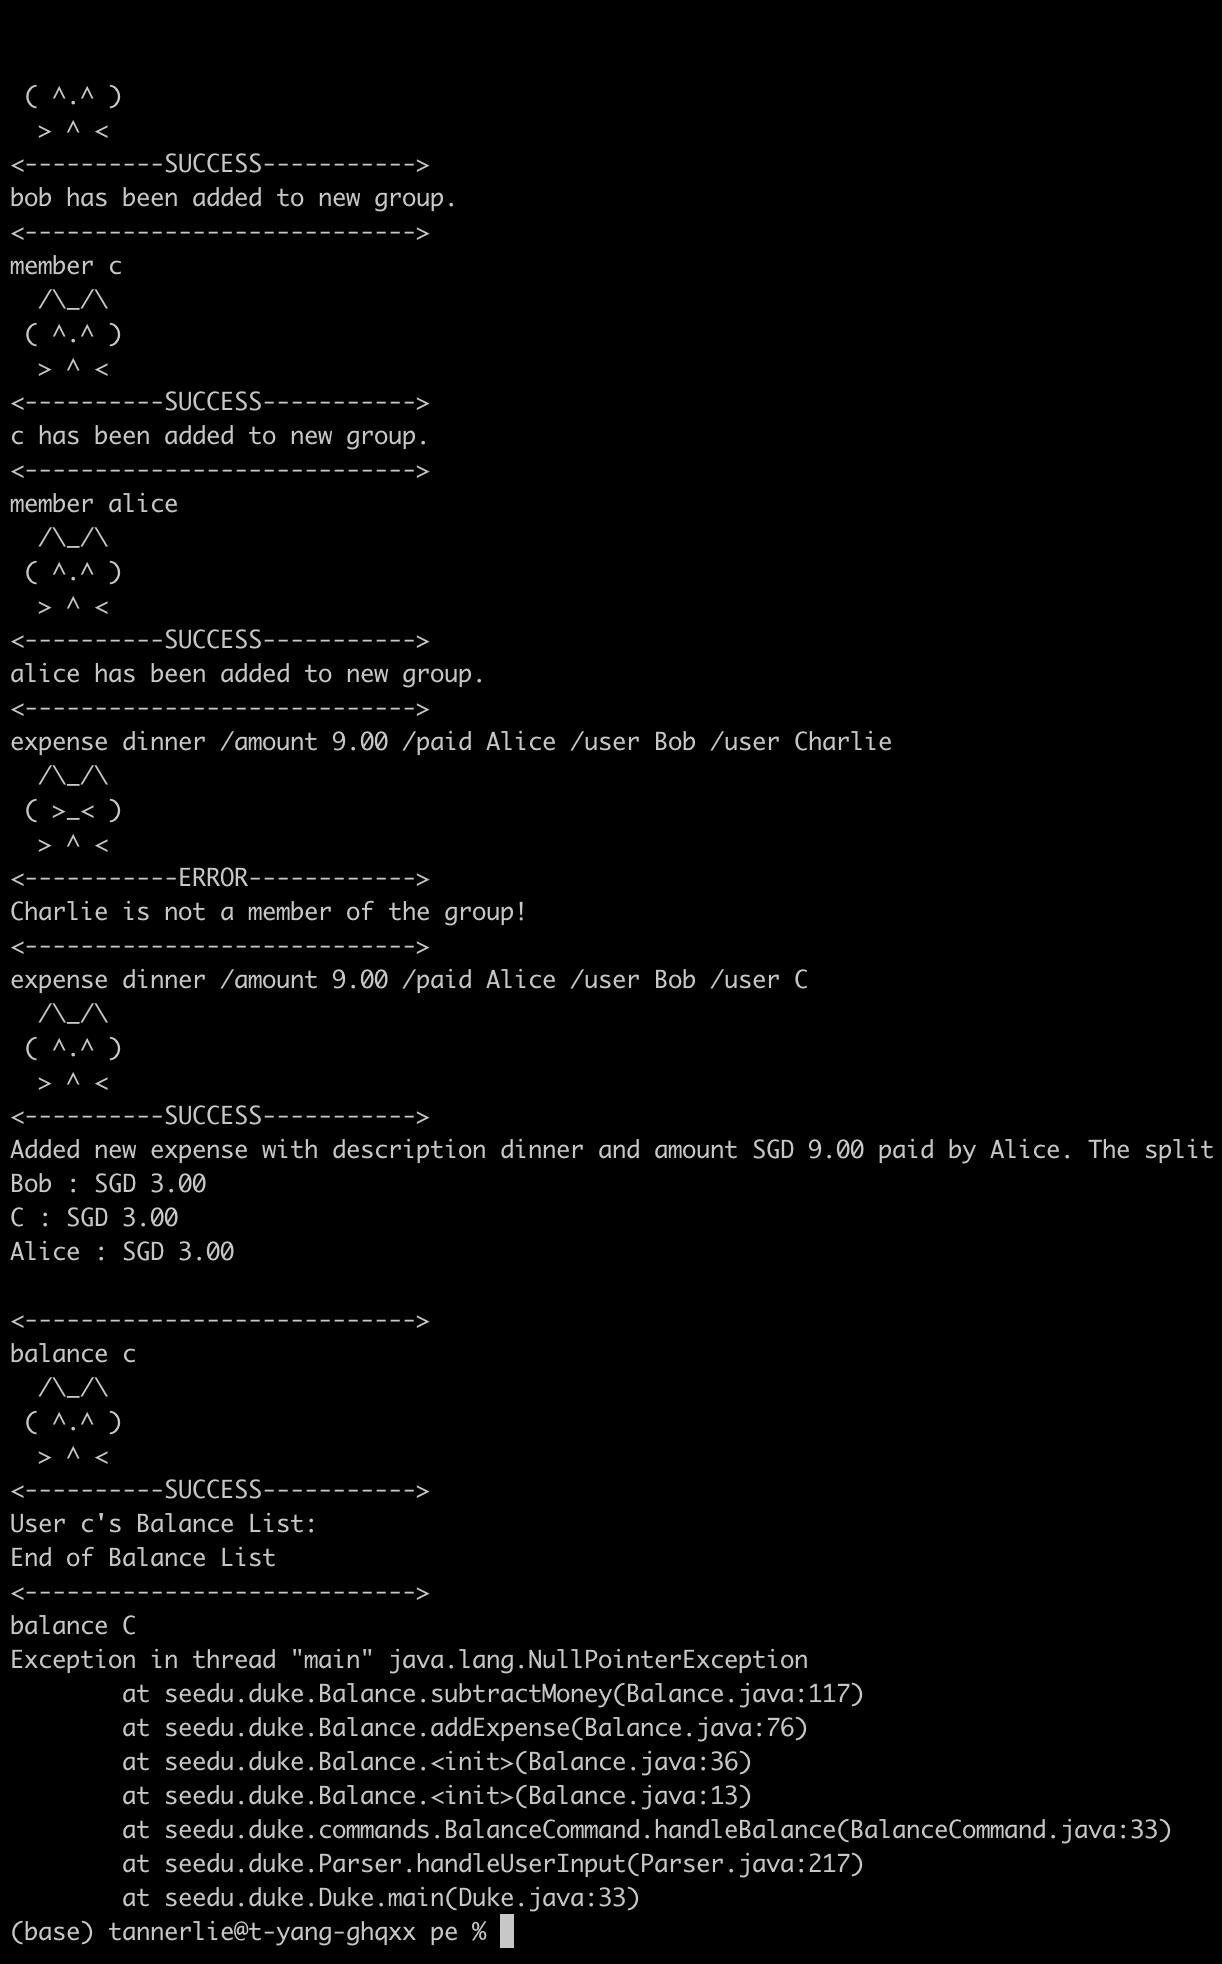 ( ^.^ )
  > ^ <
<----------SUCCESS----------->
bob has been added to new group.
<---------------------------->
member c
  /\_/\
 ( ^.^ )
  > ^ <
<----------SUCCESS----------->
c has been added to new group.
<---------------------------->
member alice
  /\_/\
 ( ^.^ )
  > ^ <
<----------SUCCESS----------->
alice has been added to new group.
<---------------------------->
expense dinner /amount 9.00 /paid Alice /user Bob /user Charlie
  /\_/\
 ( >_< )
  > ^ <
<-----------ERROR------------>
Charlie is not a member of the group!
<---------------------------->
expense dinner /amount 9.00 /paid Alice /user Bob /user C
  /\_/\
 ( ^.^ )
  > ^ <
<----------SUCCESS----------->
Added new expense with description dinner and amount SGD 9.00 paid by Alice. The split
Bob : SGD 3.00
C : SGD 3.00
Alice : SGD 3.00

<---------------------------->
balance c
  /\_/\
 ( ^.^ )
  > ^ <
<----------SUCCESS----------->
User c's Balance List:
End of Balance List
<---------------------------->
balance C
Exception in thread "main" java.lang.NullPointerException
        at seedu.duke.Balance.subtractMoney(Balance.java:117)
        at seedu.duke.Balance.addExpense(Balance.java:76)
        at seedu.duke.Balance.<init>(Balance.java:36)
        at seedu.duke.Balance.<init>(Balance.java:13)
        at seedu.duke.commands.BalanceCommand.handleBalance(BalanceCommand.java:33)
        at seedu.duke.Parser.handleUserInput(Parser.java:217)
        at seedu.duke.Duke.main(Duke.java:33)
(base) tannerlie@t-yang-ghqxx pe %